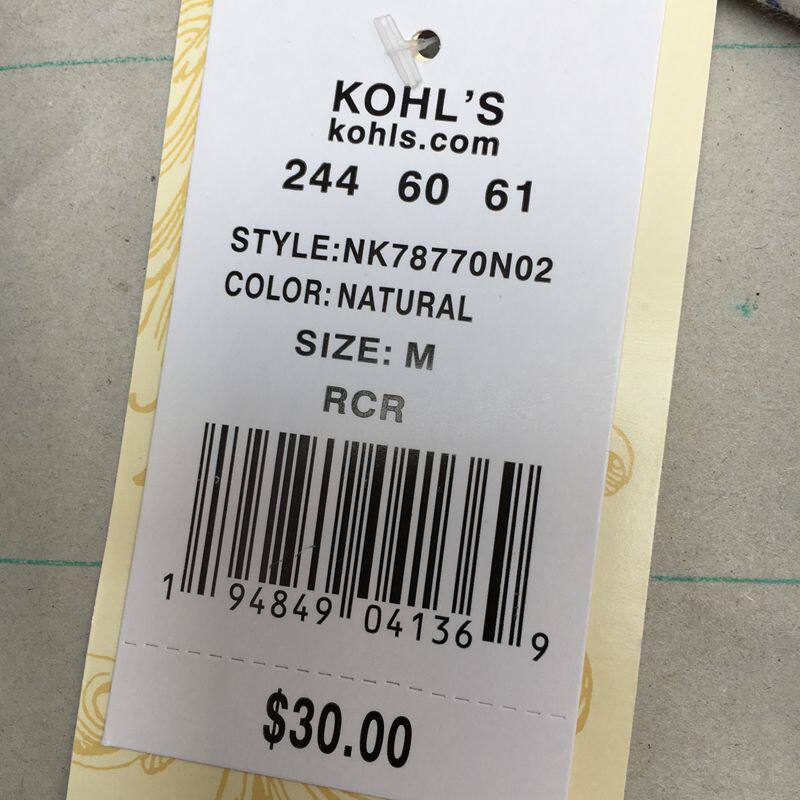 KOHL'S
kohls.com
244 60 61
STYLE:NK78770N02
COLOR: NATURAL
SIZE: M
RCR
1 94849 04136 9
$30.00